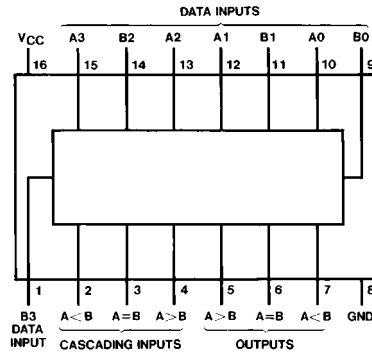 DATA INPUTS
VCC A3 B2 A2 A1 B1 A0 B0
16 15 14 13 12 11 10 9
1 2 3 4 5 6 7 8
B3 A<B A=B A>B A>B A=B A<B GND
DATA INPUT CASCADING INPUTS OUTPUTS